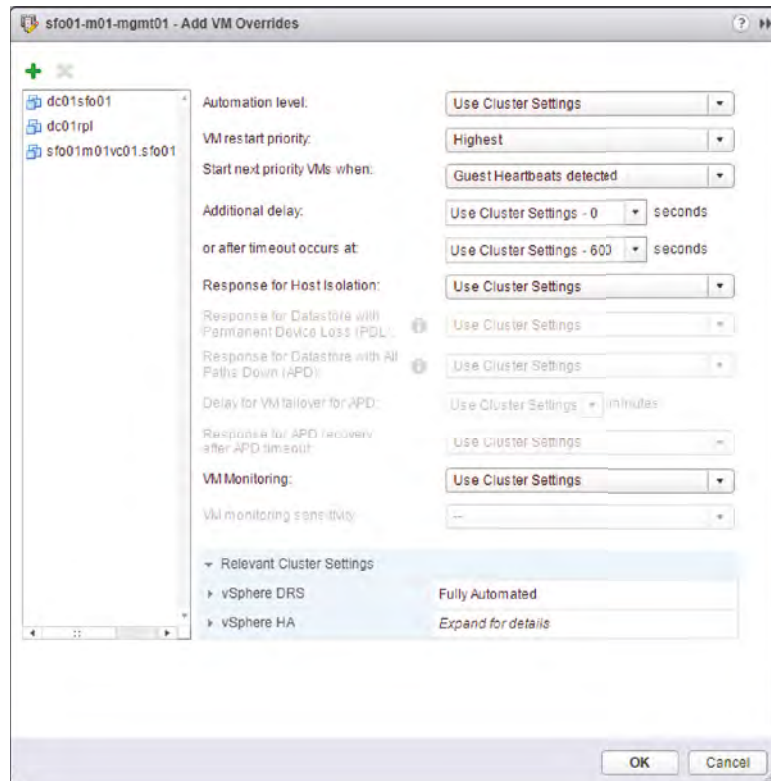 sfo01-m01-mgmt01 - Add VM Overrides
?
dc01sfo01
dc01rpl
sfo01m01vc01.sfo01
Automation level: Use Cluster Settings
VM restart priority: Highest
Start next priority VMs when: Guest Heartbeats detected
Additional delay: Use Cluster Settings - 0 seconds
or after timeout occurs at: Use Cluster Settings - 600 seconds
Response for Host Isolation: Use Cluster Settings
Response for Datastore with
Permanent Device Loss (PDL): Use Cluster Settings
Response for Datastore with All
Paths Down (APD): Use Cluster Settings
Delay for VM failover for APD: Use Cluster Settings minutes
Response for APD recovery
after APD timeout: Use Cluster Settings
VM Monitoring: Use Cluster Settings
VM monitoring sensitivity: --
Relevant Cluster Settings
vSphere DRS Fully Automated
vSphere HA Expand for details
OK Cancel